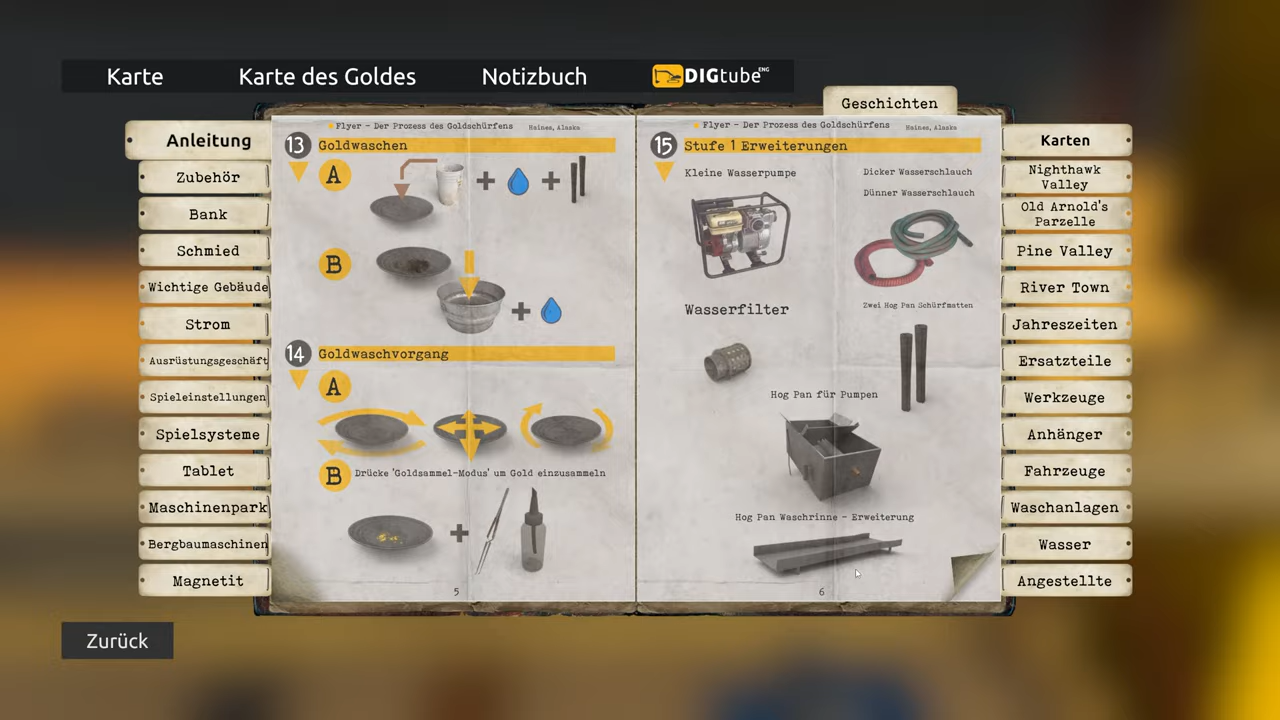 Karte
Karte des Goldes
Notizbuch
DIGtube ENG
Geschichten
Anleitung
Zubehör
Bank
Schmied
Wichtige Gebäude
Strom
Ausrüstungsgeschäft
Spieleinstellungen
Spielsysteme
Tablet
Maschinenpark
Bergbaumaschinen
Magnetit
Flyer - Der Prozess des Goldschürfens
Haines, Alaska
13 Goldwaschen
A
B
14 Goldwaschvorgang
A
B Drücke 'Goldsammel-Modus' um Gold einzusammeln
5
Flyer - Der Prozess des Goldschürfens
Haines, Alaska
15 Stufe 1 Erweiterungen
Kleine Wasserpumpe
Dicker Wasserschlauch
Dünner Wasserschlauch
Wasserfilter
Zwei Hog Pan Schürfmatten
Hog Pan für Pumpen
Hog Pan Waschrinne - Erweiterung
6
Karten
Nighthawk
Valley
Old Arnold's
Parzelle
Pine Valley
River Town
Jahreszeiten
Ersatzteile
Werkzeuge
Anhänger
Fahrzeuge
Waschanlagen
Wasser
Angestellte
Zurück